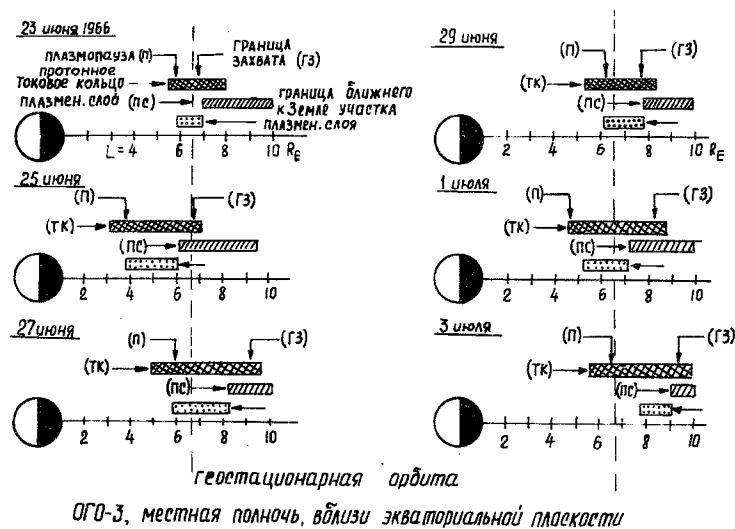 23 июня 1966
плазмопауза (П)
граница захвата (ГЗ)
протонное токовое кольцо
плазмен. слой (ПС)
граница ближнего к Земле участка плазмен. слоя
L = 4 6 8 10 RE
25 июня
(П) (ГЗ)
(ТК)
(ПС)
2 4 6 8 10
27 июня
(П) (ГЗ)
(ТК)
(ПС)
2 4 6 8 10
29 июня
(П) (ГЗ)
(ТК)
(ПС)
2 4 6 8 10 RE
1 июля
(П) (ГЗ)
(ТК)
(ПС)
2 4 6 8 10
3 июля
(П) (ГЗ)
(ТК)
(ПС)
2 4 6 8 10
геостационарная орбита
ОГО-3, местная полночь, вблизи экваториальной плоскости